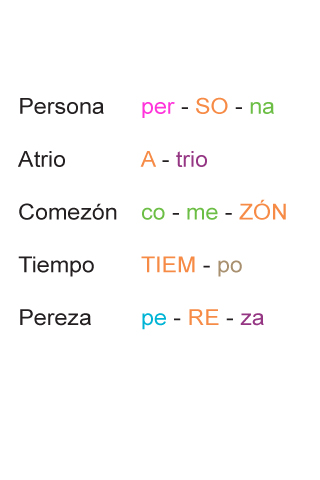 Persona per - SO - na
Atrio A - trio
Comezón co - me - ZÓN
Tiempo TIEM - po
Pereza pe - RE - za